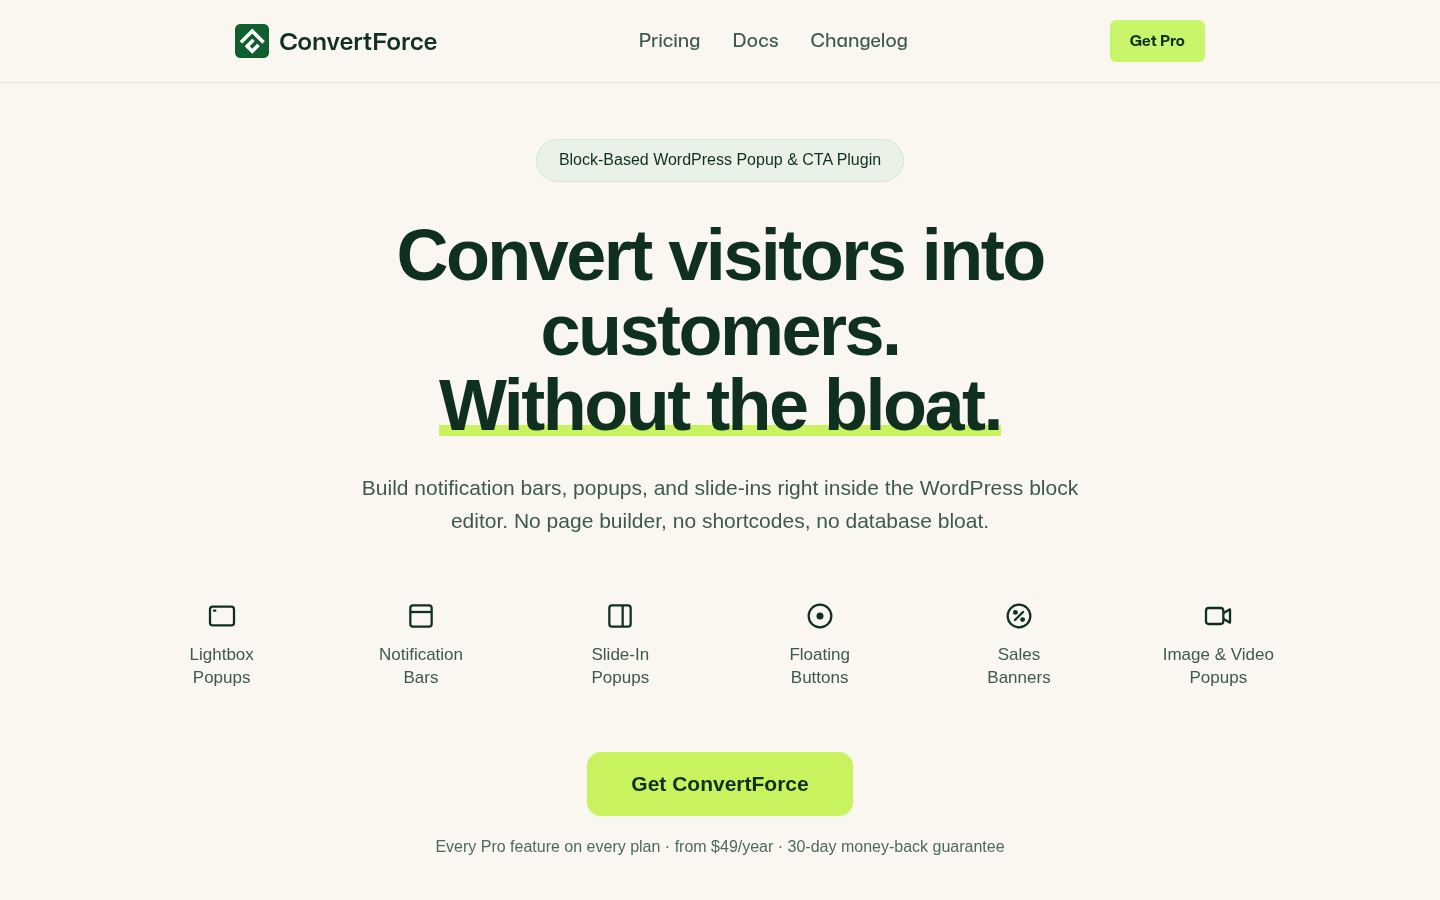 ConvertForce
Pricing
Docs
Changelog
Get Pro
Block-Based WordPress Popup & CTA Plugin
Convert visitors into
customers.
Without the bloat.
Build notification bars, popups, and slide-ins right inside the WordPress block
editor. No page builder, no shortcodes, no database bloat.
Lightbox
Popups
Notification
Bars
Slide-In
Popups
Floating
Buttons
Sales
Banners
Image & Video
Popups
Get ConvertForce
Every Pro feature on every plan · from $49/year · 30-day money-back guarantee